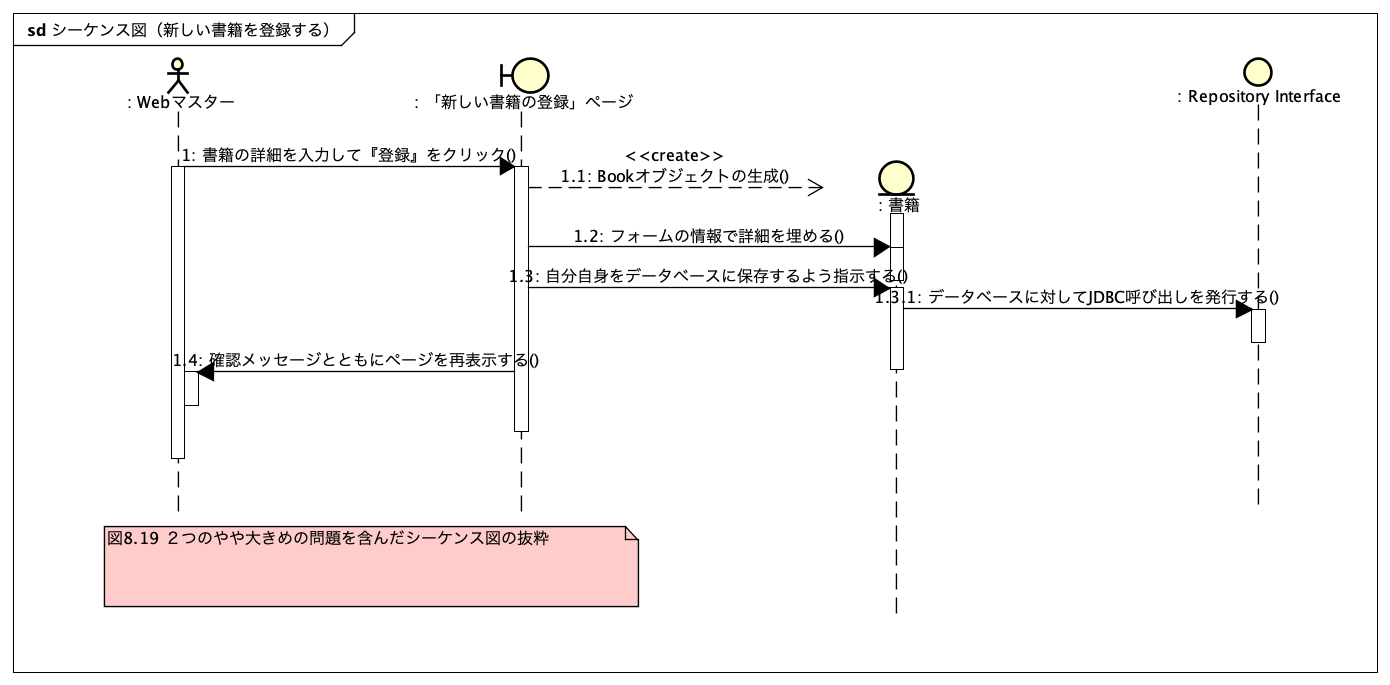 sd シーケンス図（新しい書籍を登録する）
: Webマスター
: 「新しい書籍の登録」ページ
: Repository Interface
1: 書籍の詳細を入力して『登録』をクリック()
<<create>>
1.1: Bookオブジェクトの生成()
: 書籍
1.2: フォームの情報で詳細を埋める()
1.3: 自分自身をデータベースに保存するよう指示する()
1.3.1: データベースに対してJDBC呼び出しを発行する()
1.4: 確認メッセージとともにページを再表示する()
図8.19 ２つのやや大きめの問題を含んだシーケンス図の抜粋